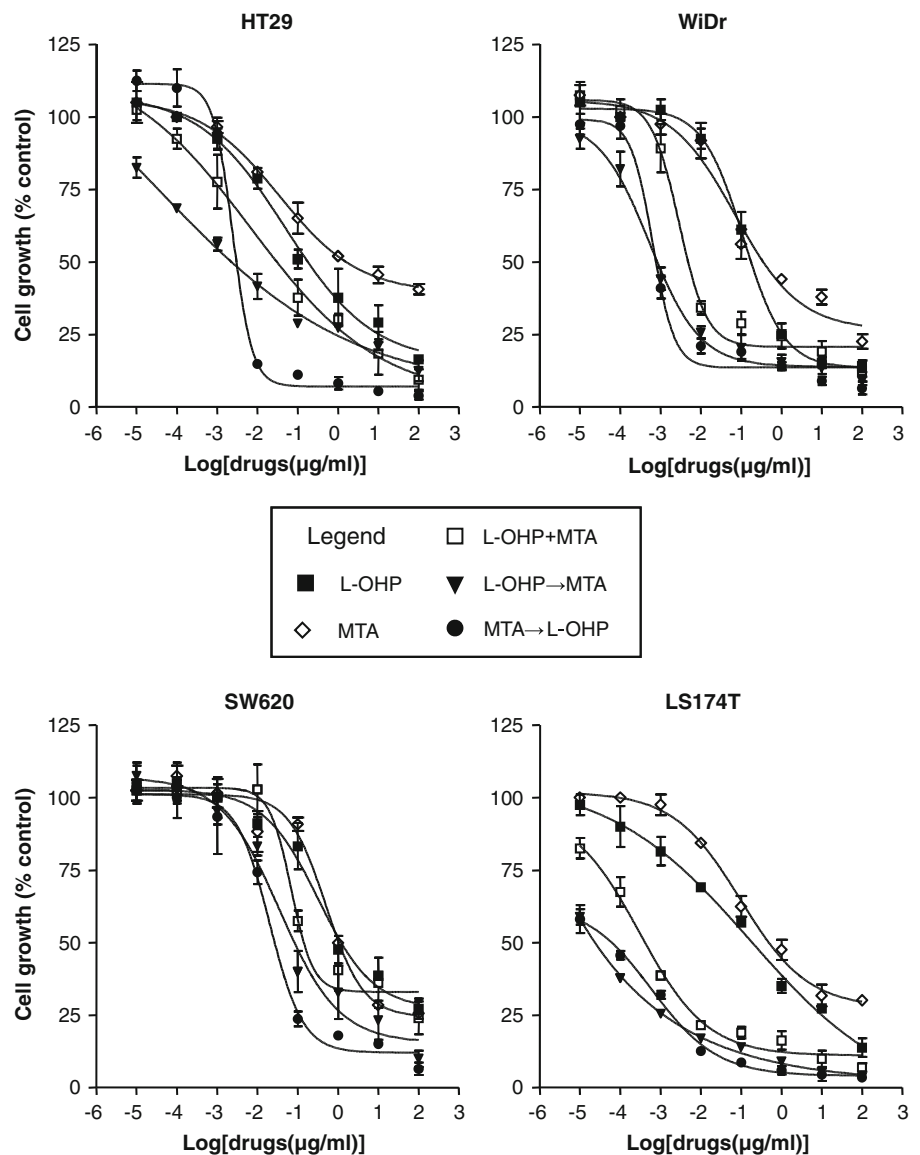 HT29
WiDr
125
100
75
50
25
0
Cell growth (% control)
-6 -5 -4 -3 -2 -1 0 1 2 3
Log[drugs(µg/ml)]
125
100
75
50
25
0
-6 -5 -4 -3 -2 -1 0 1 2 3
Log[drugs(µg/ml)]
Legend
L-OHP
MTA
L-OHP+MTA
L-OHP→MTA
MTA→L-OHP
SW620
LS174T
125
100
75
50
25
0
Cell growth (% control)
-6 -5 -4 -3 -2 -1 0 1 2 3
Log[drugs(µg/ml)]
125
100
75
50
25
0
-6 -5 -4 -3 -2 -1 0 1 2 3
Log[drugs(µg/ml)]